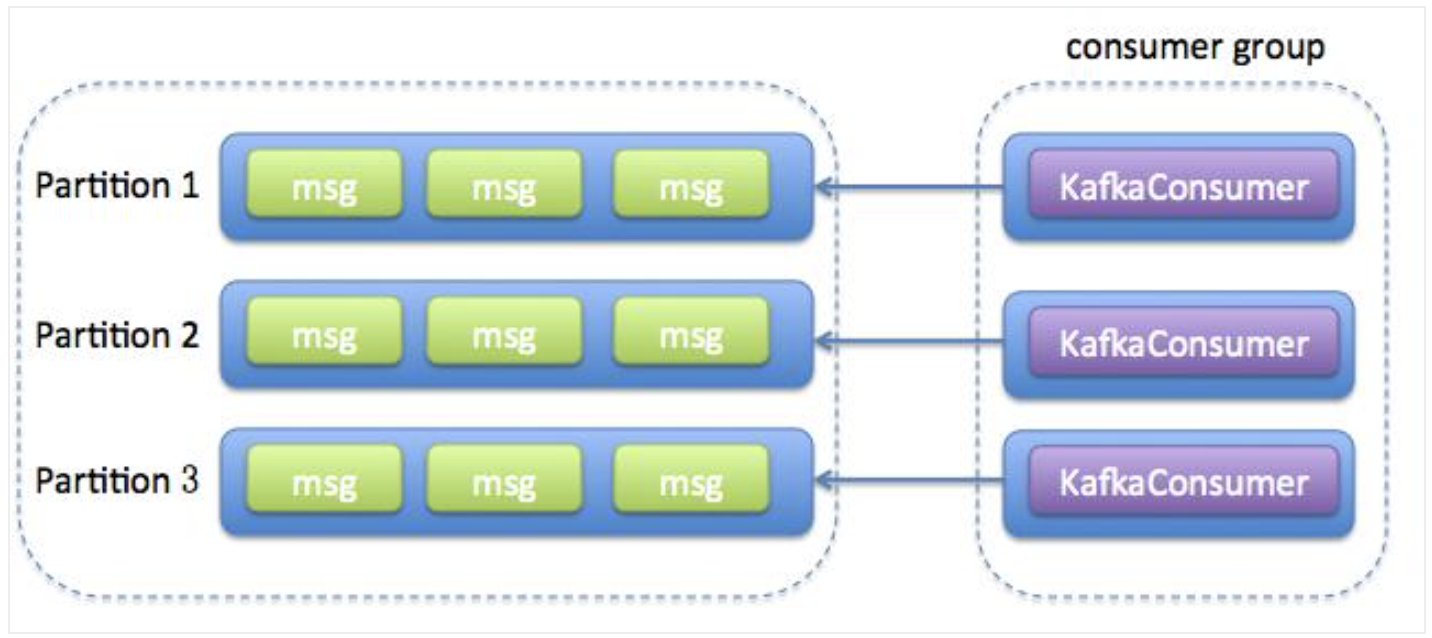 consumer group
Partition 1 msg msg msg KafkaConsumer
Partition 2 msg msg msg KafkaConsumer
Partition 3 msg msg msg KafkaConsumer